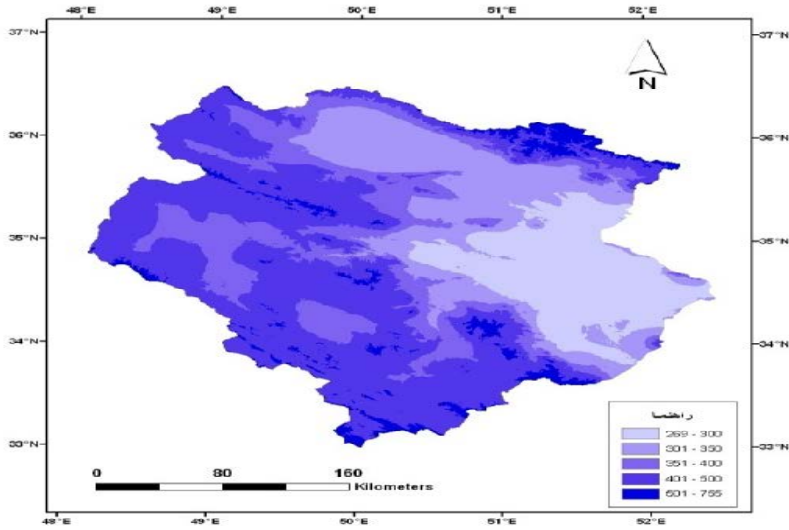 48°E 49°E 50°E 51°E 52°E
37°N 37°N
N
36°N 36°N
35°N 35°N
34°N 34°N
راهنما
269 - 300
301 - 350
351 - 400
401 - 500
501 - 755
33°N 33°N
0 80 160
Kilometers
48°E 49°E 50°E 51°E 52°E